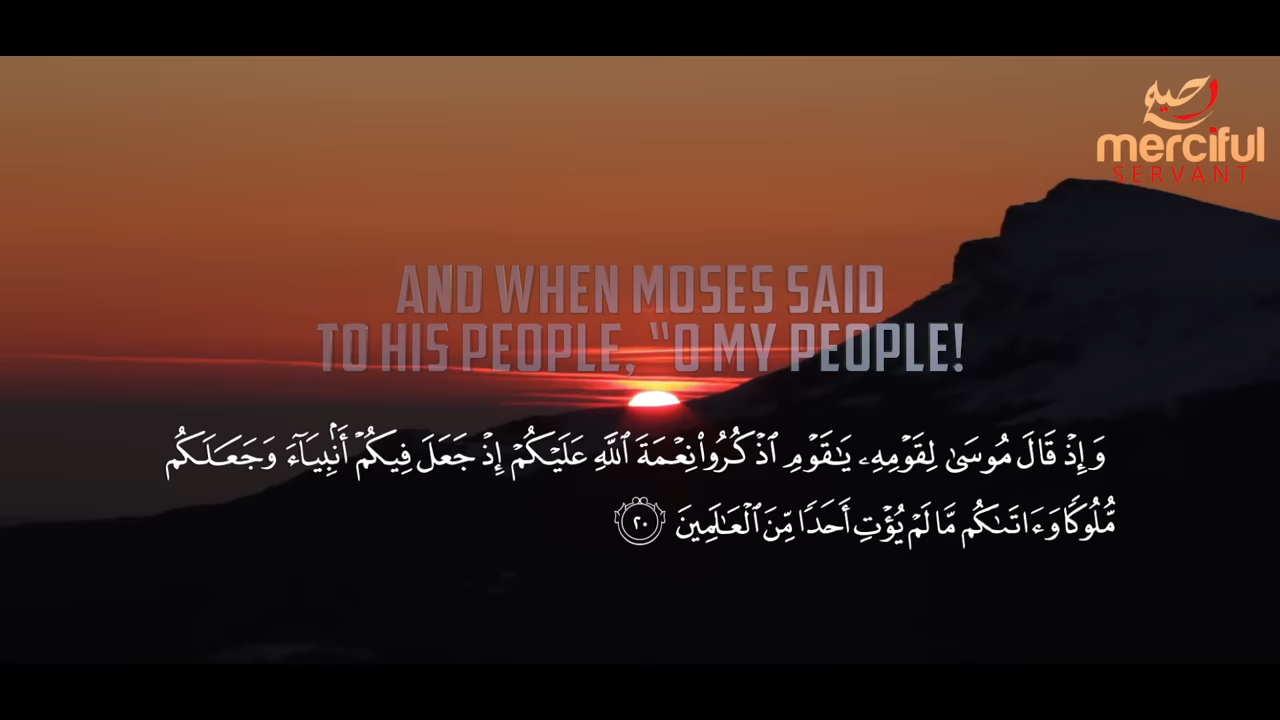 رحيم
merciful
SERVANT
AND WHEN MOSES SAID
TO HIS PEOPLE, "O MY PEOPLE!
وَإِذْ قَالَ مُوسَىٰ لِقَوْمِهِۦ يَـٰقَوْمِ ٱذْكُرُوا۟ نِعْمَةَ ٱللَّهِ عَلَيْكُمْ إِذْ جَعَلَ فِيكُمْ أَنۢبِيَآءَ وَجَعَلَكُم
مُّلُوكًا وَءَاتَىٰكُم مَّا لَمْ يُؤْتِ أَحَدًا مِّنَ ٱلْعَـٰلَمِينَ ٢٠